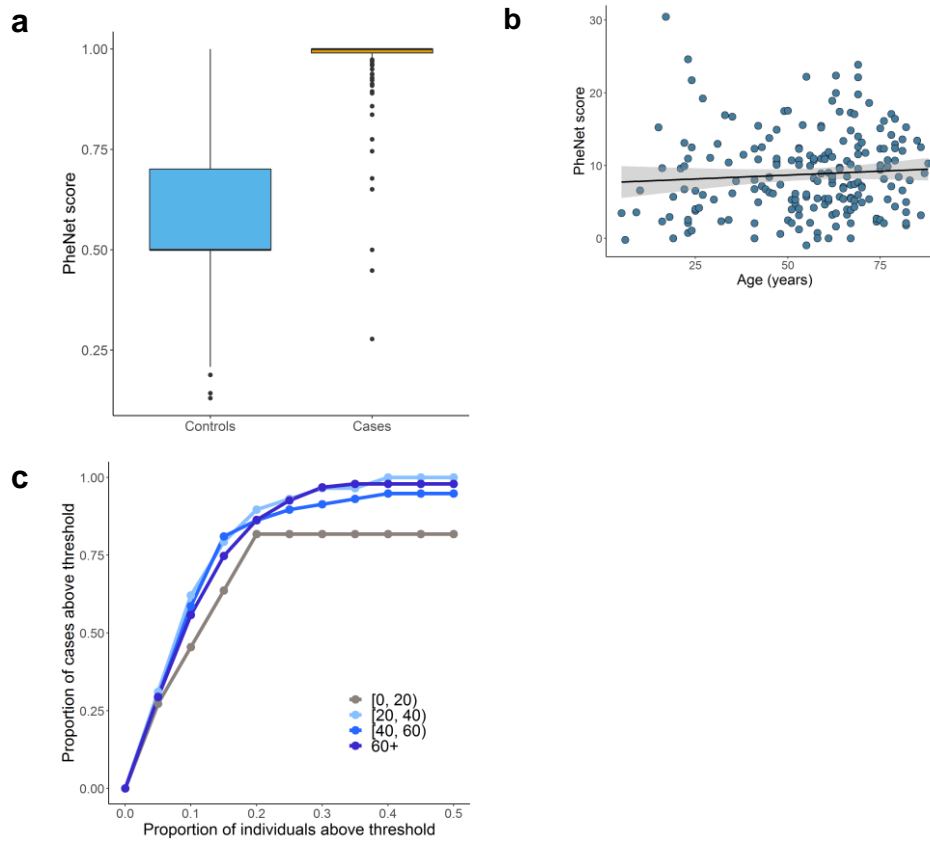 a
PheNet score
1.00
0.75
0.50
0.25
Controls Cases
b
PheNet score
30
20
10
0
25 50 75
Age (years)
c
Proportion of cases above threshold
1.00
0.75
0.50
0.25
0.00
[0, 20)
[20, 40)
[40, 60)
60+
0.0 0.1 0.2 0.3 0.4 0.5
Proportion of individuals above threshold